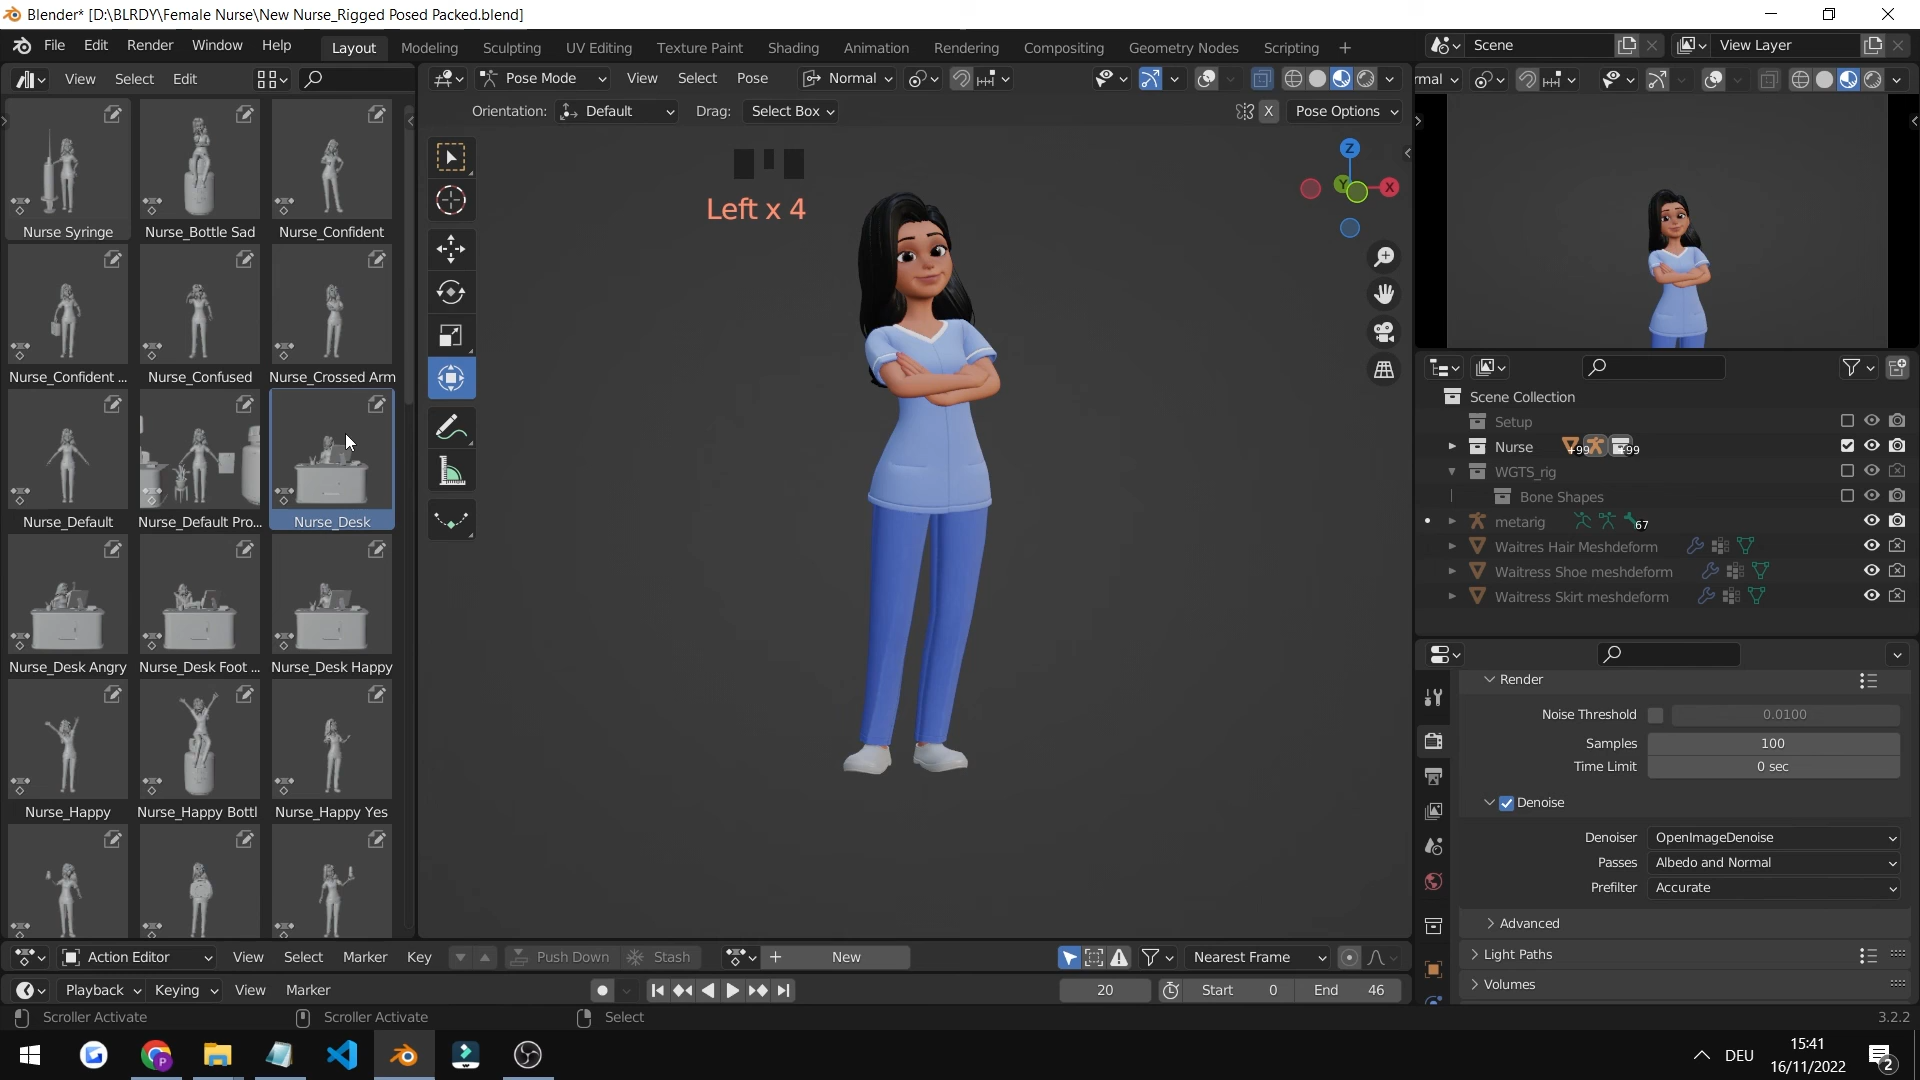 Blender* [D:\BLRDY\Female Nurse\New Nurse_Rigged Posed Packed.blend]
File Edit Render Window Help Layout Modeling Sculpting UV Editing Texture Paint Shading Animation Rendering Compositing Geometry Nodes Scripting + Scene View Layer
View Select Edit Pose Mode View Select Pose Normal mal
Orientation: Default Drag: Select Box X Pose Options
Z
X
Y
Left x 4
Nurse Syringe Nurse_Bottle Sad Nurse_Confident
Nurse_Confident ... Nurse_Confused Nurse_Crossed Arm
Nurse_Default Nurse_Default Pro... Nurse_Desk
Nurse_Desk Angry Nurse_Desk Foot ... Nurse_Desk Happy
Nurse_Happy Nurse_Happy Bottl Nurse_Happy Yes
Scene Collection
Setup
Nurse +99 +99
WGTS_rig
Bone Shapes
metarig 67
Waitres Hair Meshdeform
Waitress Shoe meshdeform
Waitress Skirt meshdeform
Render
Noise Threshold 0.0100
Samples 100
Time Limit 0 sec
Denoise
Denoiser OpenImageDenoise
Passes Albedo and Normal
Prefilter Accurate
Advanced
Light Paths
Volumes
Action Editor View Select Marker Key Push Down Stash New Nearest Frame
Playback Keying View Marker 20 Start 0 End 46
Scroller Activate Scroller Activate Select 3.2.2
DEU 15:41
16/11/2022 2